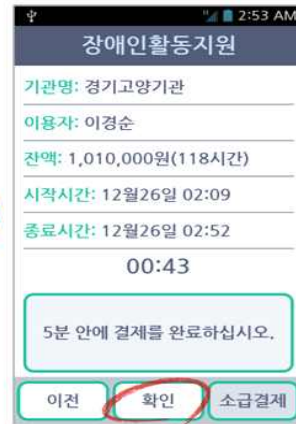 2:53 AM
장애인활동지원
기관명: 경기고양기관
이용자: 이경순
잔액: 1,010,000원(118시간)
시작시간: 12월26일 02:09
종료시간: 12월26일 02:52
00:43
5분 안에 결제를 완료하십시오.
이전 확인 소급결제